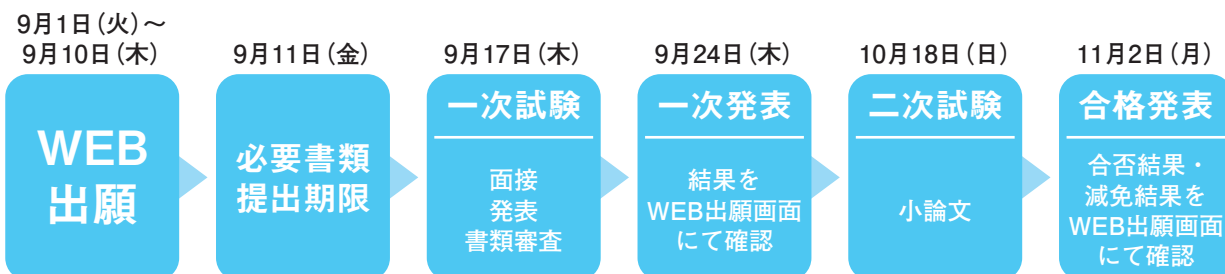 9月1日（火）～
9月10日（木）
WEB
出願
9月11日（金）
必要書類
提出期限
9月17日（木）
一次試験
面接
発表
書類審査
9月24日（木）
一次発表
結果を
WEB出願画面
にて確認
10月18日（日）
二次試験
小論文
11月2日（月）
合格発表
合否結果・
減免結果を
WEB出願画面
にて確認